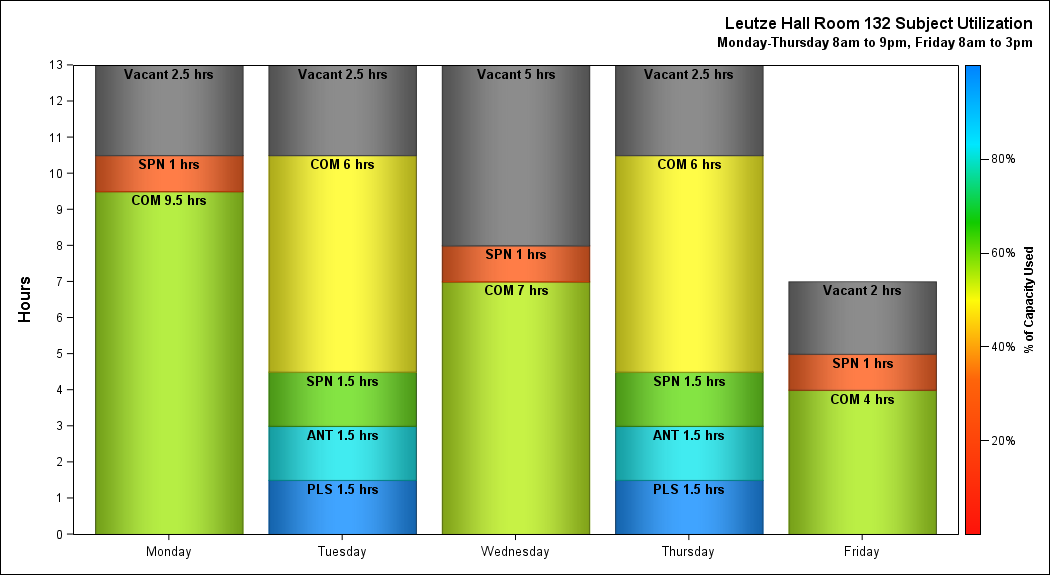 Leutze Hall Room 132 Subject Utilization
Monday-Thursday 8am to 9pm, Friday 8am to 3pm
Hours
13
12
11
10
9
8
7
6
5
4
3
2
1
0
Vacant 2.5 hrs
SPN 1 hrs
COM 9.5 hrs
Vacant 2.5 hrs
COM 6 hrs
SPN 1.5 hrs
ANT 1.5 hrs
PLS 1.5 hrs
Vacant 5 hrs
SPN 1 hrs
COM 7 hrs
Vacant 2.5 hrs
COM 6 hrs
SPN 1.5 hrs
ANT 1.5 hrs
PLS 1.5 hrs
Vacant 2 hrs
SPN 1 hrs
COM 4 hrs
Monday
Tuesday
Wednesday
Thursday
Friday
80%
60%
40%
20%
% of Capacity Used